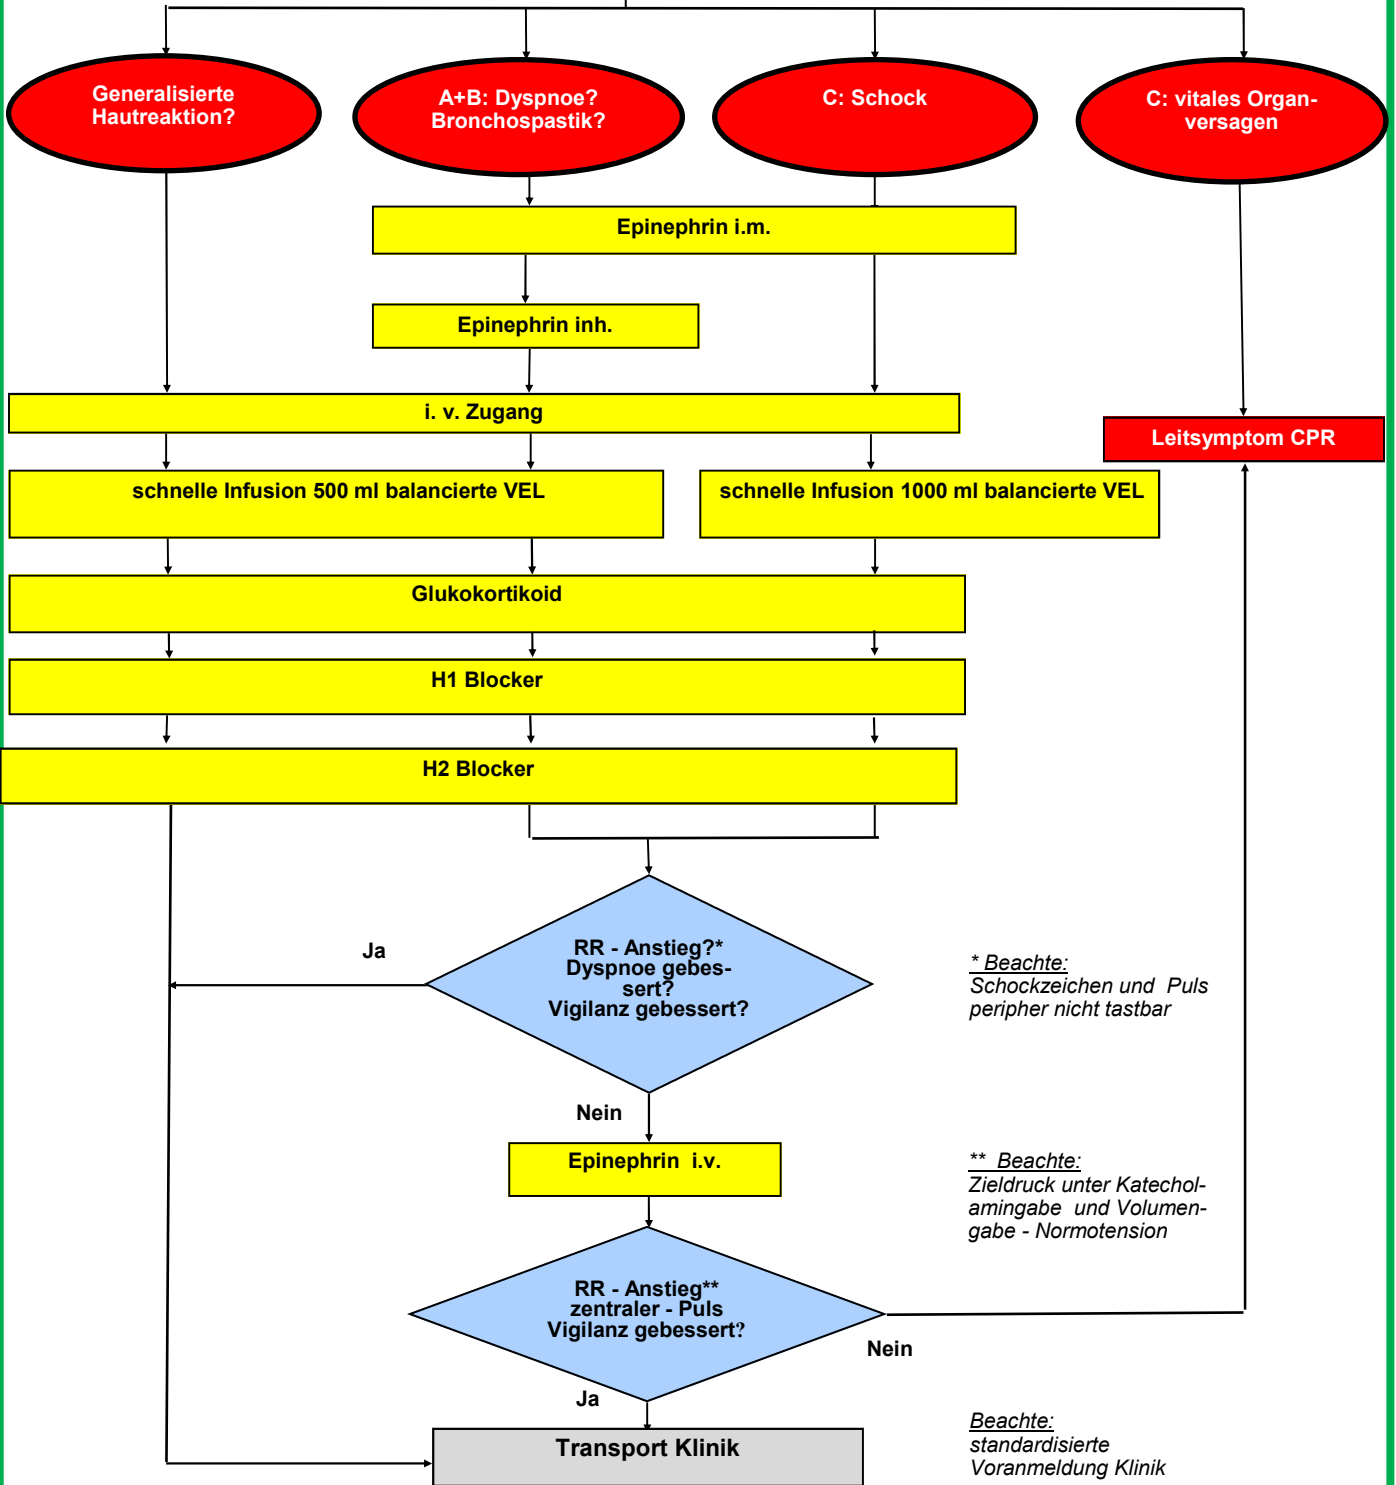 Generalisierte
Hautreaktion?
A+B: Dyspnoe?
Bronchospastik?
C: Schock
C: vitales Organ-
versagen
Epinephrin i.m.
Epinephrin inh.
i. v. Zugang
Leitsymptom CPR
schnelle Infusion 500 ml balancierte VEL
schnelle Infusion 1000 ml balancierte VEL
Glukokortikoid
H1 Blocker
H2 Blocker
Ja
RR - Anstieg?*
Dyspnoe gebes-
sert?
Vigilanz gebessert?
* Beachte:
Schockzeichen und Puls
peripher nicht tastbar
Nein
Epinephrin i.v.
** Beachte:
Zieldruck unter Katechol-
amingabe und Volumen-
gabe - Normotension
RR - Anstieg**
zentraler - Puls
Vigilanz gebessert?
Nein
Ja
Transport Klinik
Beachte:
standardisierte
Voranmeldung Klinik